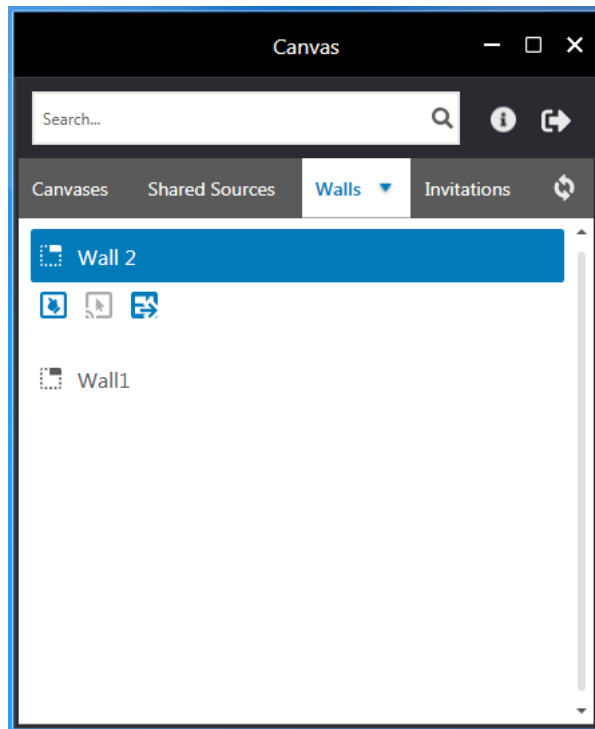 Canvas
Search...
Canvases Shared Sources Walls Invitations
Wall 2
Wall1